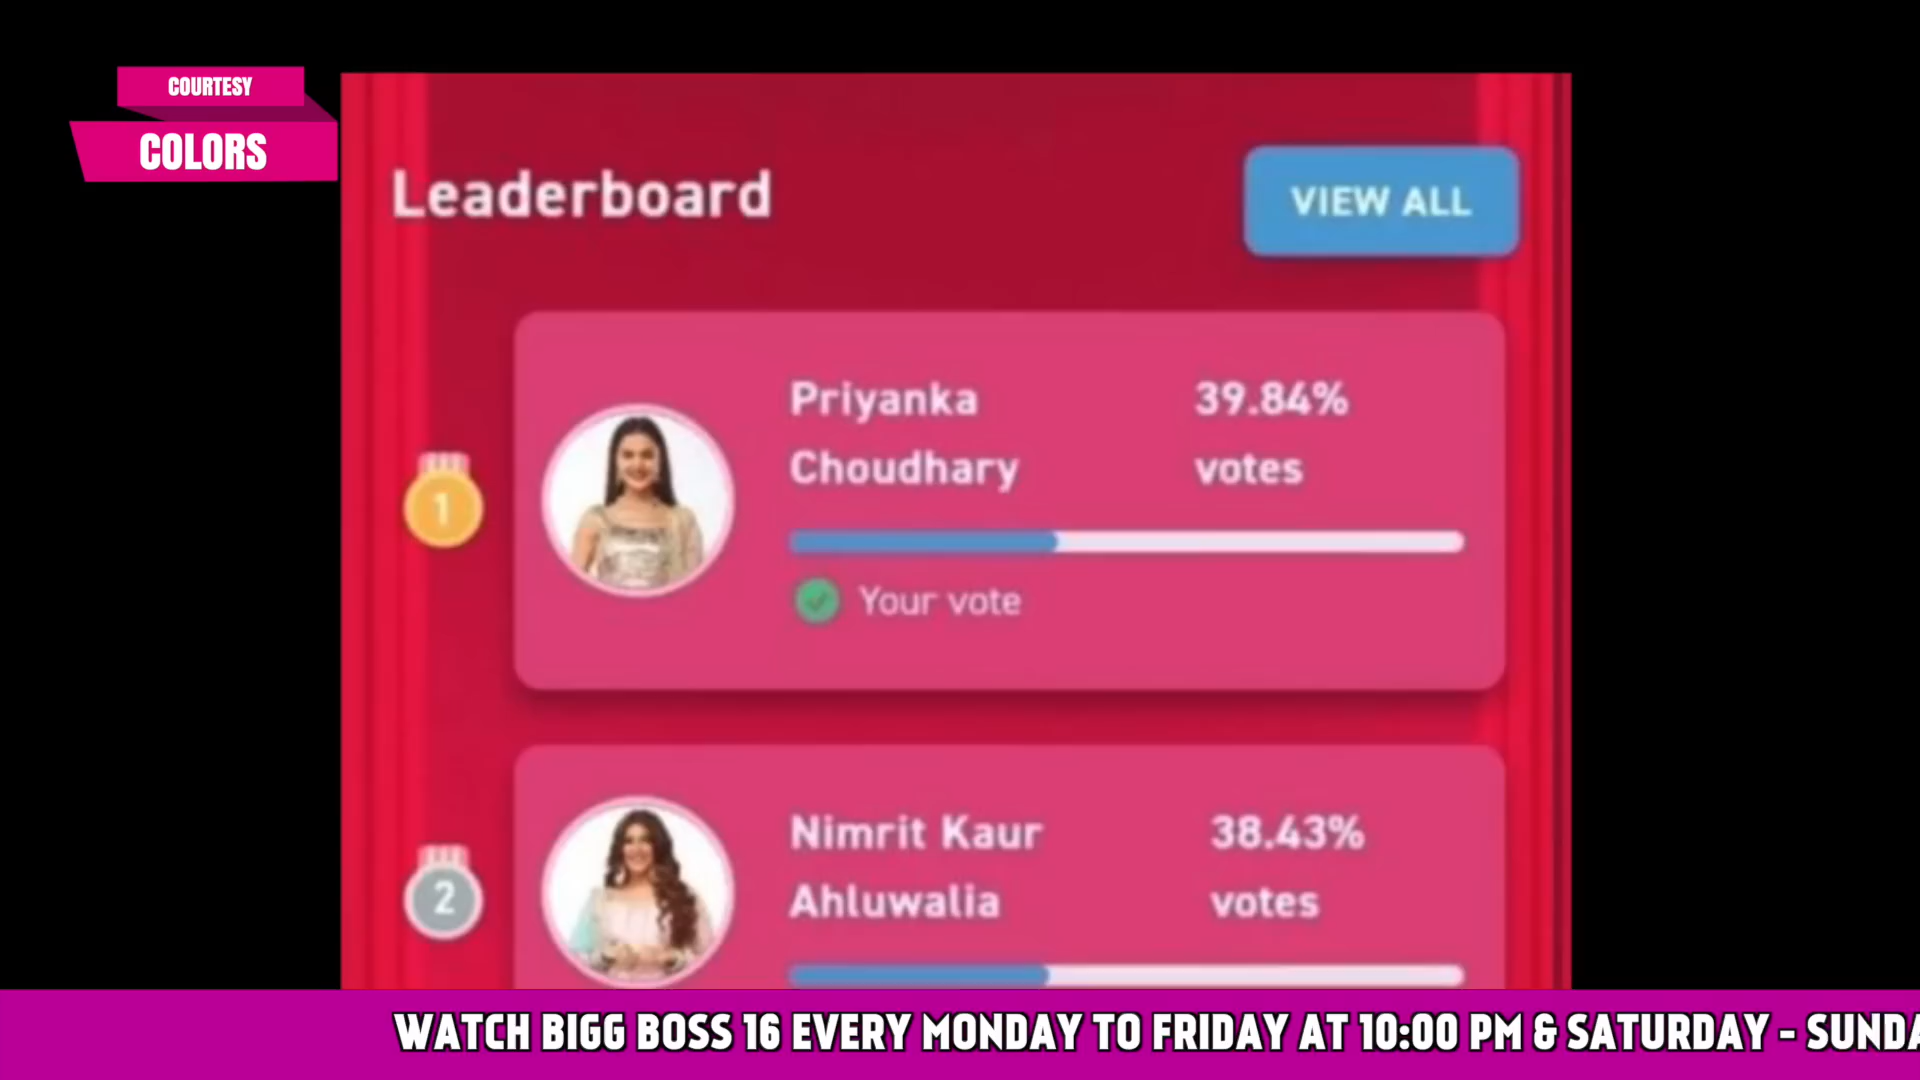 COURTESY
COLORS
Leaderboard
VIEW ALL
1
Priyanka
Choudhary
39.84%
votes
Your vote
2
Nimrit Kaur
Ahluwalia
38.43%
votes
WATCH BIGG BOSS 16 EVERY MONDAY TO FRIDAY AT 10:00 PM & SATURDAY -